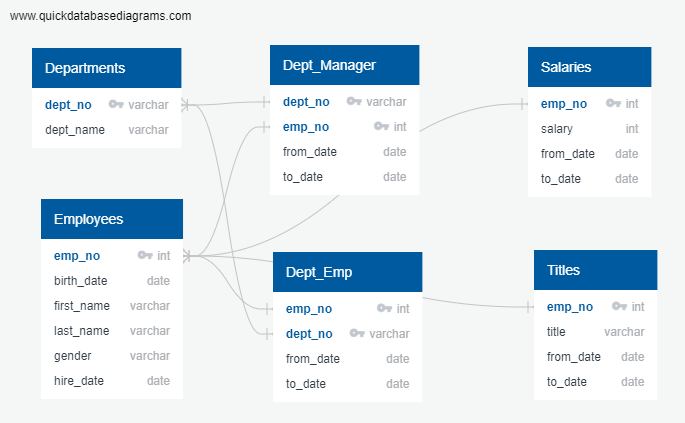 www.quickdatabasediagrams.com
Departments
dept_no varchar
dept_name varchar
Dept_Manager
dept_no varchar
emp_no int
from_date date
to_date date
Salaries
emp_no int
salary int
from_date date
to_date date
Employees
emp_no int
birth_date date
first_name varchar
last_name varchar
gender varchar
hire_date date
Dept_Emp
emp_no int
dept_no varchar
from_date date
to_date date
Titles
emp_no int
title varchar
from_date date
to_date date